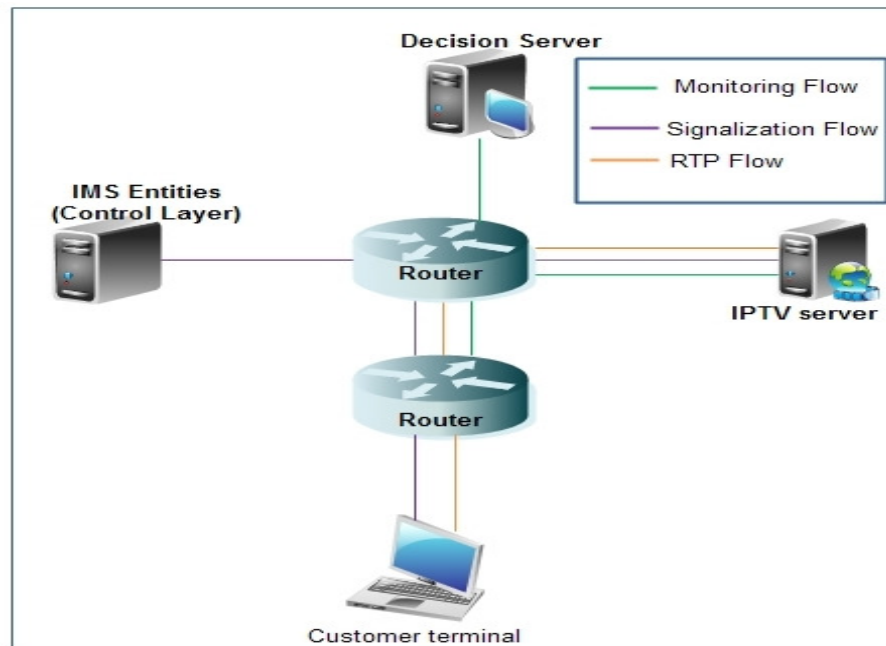 Decision Server
Monitoring Flow
Signalization Flow
RTP Flow
IMS Entities
(Control Layer)
Router
IPTV server
Router
Customer terminal